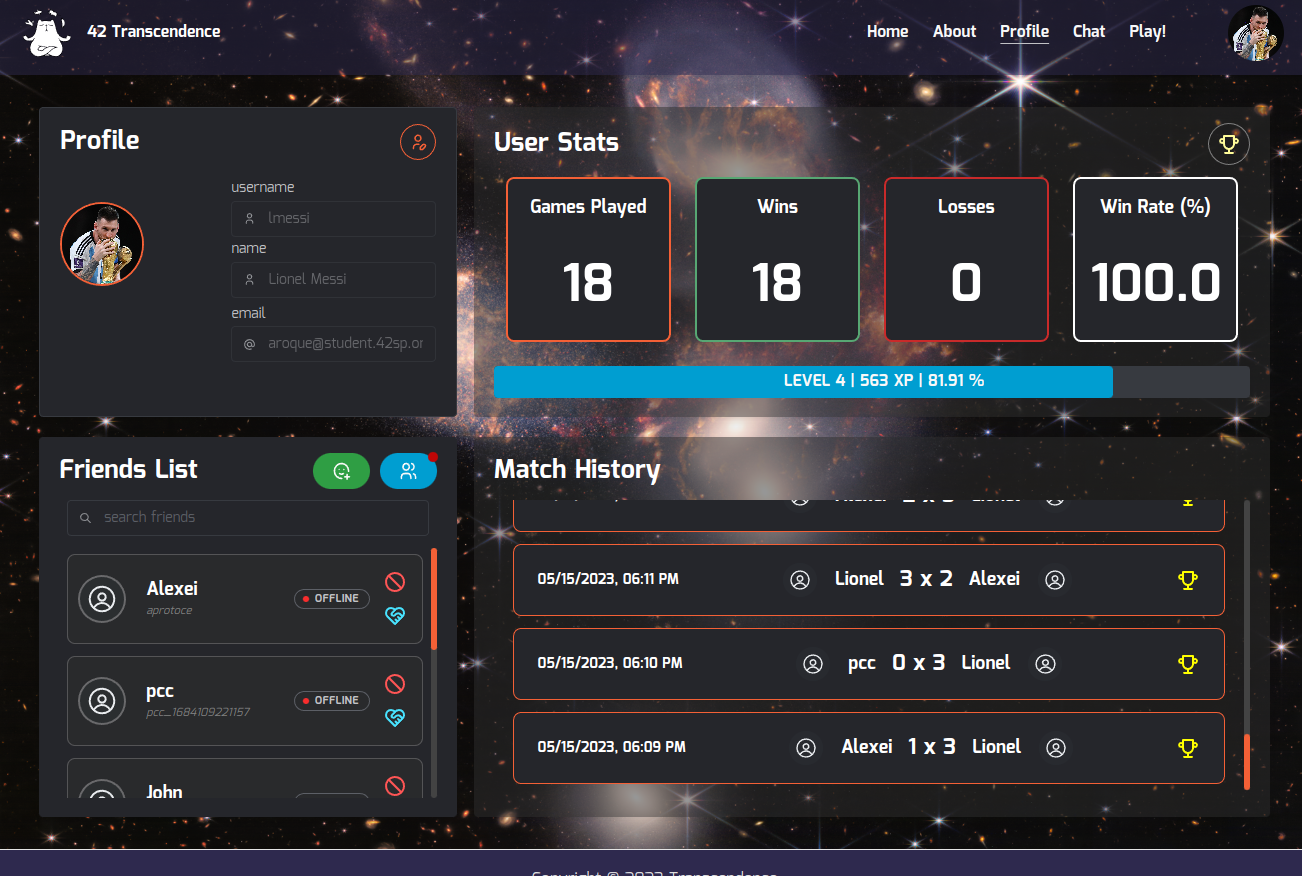 42 Transcendence
Home About Profile Chat Play!
Profile
username
lmessi
name
Lionel Messi
email
aroque@student.42sp.or
User Stats
Games Played
18
Wins
18
Losses
0
Win Rate (%)
100.0
LEVEL 4 | 563 XP | 81.91 %
Friends List
search friends
Alexei
aprotoce
OFFLINE
pcc
pcc_1684109221157
OFFLINE
John
Match History
05/15/2023, 06:11 PM Lionel 3 x 2 Alexei
05/15/2023, 06:10 PM pcc 0 x 3 Lionel
05/15/2023, 06:09 PM Alexei 1 x 3 Lionel
Copyright © 2023 Transcendence